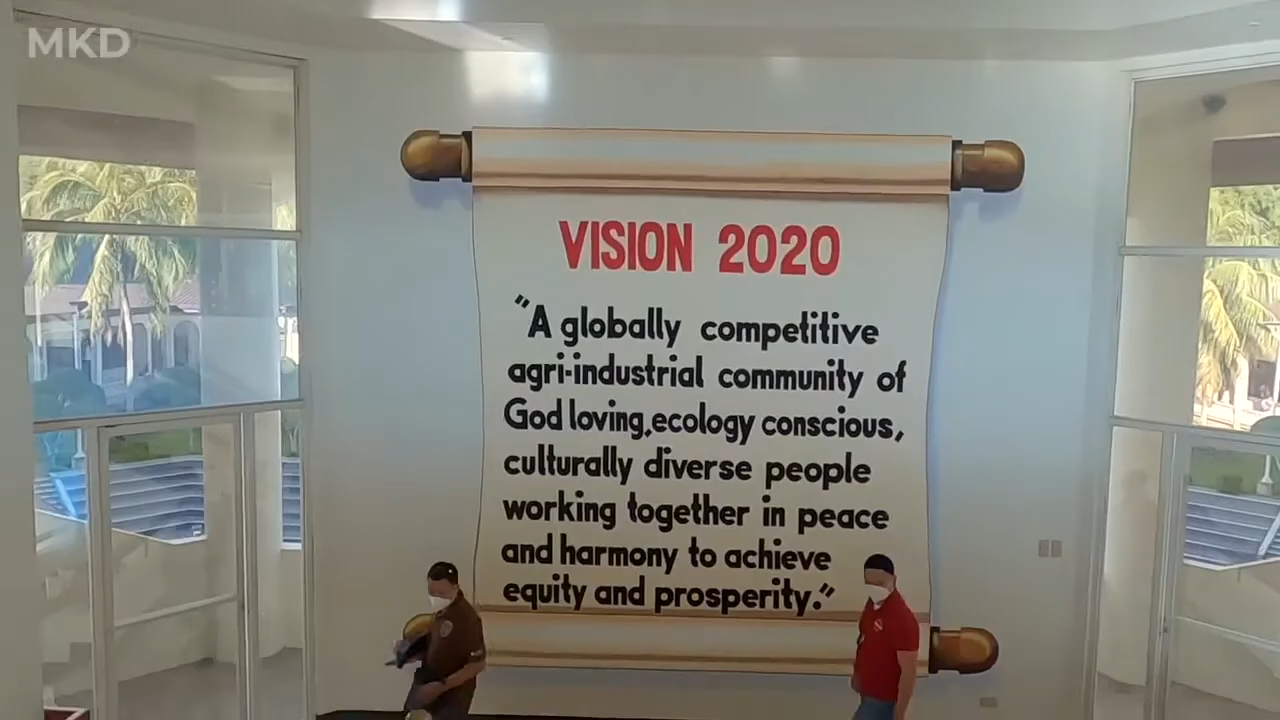 MKD
VISION 2020
"A globally competitive
agri-industrial community of
God loving,ecology conscious,
culturally diverse people
working together in peace
and harmony to achieve
equity and prosperity."